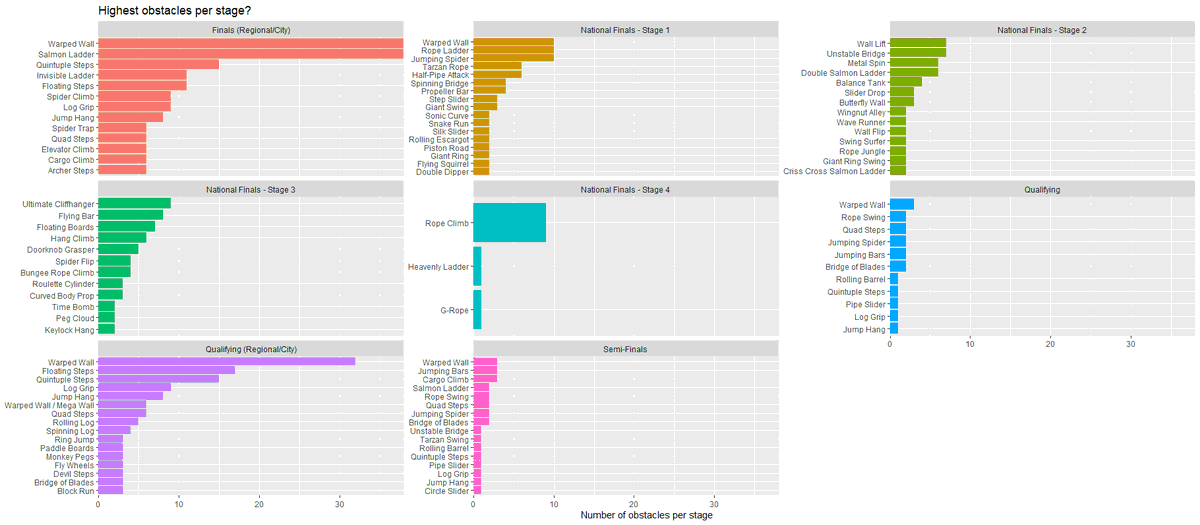 Highest obstacles per stage?
Finals (Regional/City)
Warped Wall
Salmon Ladder
Quintuple Steps
Invisible Ladder
Floating Steps
Spider Climb
Log Grip
Jump Hang
Spider Trap
Quad Steps
Elevator Climb
Cargo Climb
Archer Steps
National Finals - Stage 1
Warped Wall
Rope Ladder
Jumping Spider
Tarzan Rope
Half-Pipe Attack
Spinning Bridge
Propeller Bar
Step Slider
Giant Swing
Sonic Curve
Snake Run
Silk Slider
Rolling Escargot
Piston Road
Giant Ring
Flying Squirrel
Double Dipper
National Finals - Stage 2
Wall Lift
Unstable Bridge
Metal Spin
Double Salmon Ladder
Balance Tank
Slider Drop
Butterfly Wall
Wingnut Alley
Wave Runner
Wall Flip
Swing Surfer
Rope Jungle
Giant Ring Swing
Criss Cross Salmon Ladder
National Finals - Stage 3
Ultimate Cliffhanger
Flying Bar
Floating Boards
Hang Climb
Doorknob Grasper
Spider Flip
Bungee Rope Climb
Roulette Cylinder
Curved Body Prop
Time Bomb
Peg Cloud
Keylock Hang
National Finals - Stage 4
Rope Climb
Heavenly Ladder
G-Rope
Qualifying
Warped Wall
Rope Swing
Quad Steps
Jumping Spider
Jumping Bars
Bridge of Blades
Rolling Barrel
Quintuple Steps
Pipe Slider
Log Grip
Jump Hang
0 10 20 30
Qualifying (Regional/City)
Warped Wall
Floating Steps
Quintuple Steps
Log Grip
Jump Hang
Warped Wall / Mega Wall
Quad Steps
Rolling Log
Spinning Log
Ring Jump
Paddle Boards
Monkey Pegs
Fly Wheels
Devil Steps
Bridge of Blades
Block Run
0 10 20 30
Semi-Finals
Warped Wall
Jumping Bars
Cargo Climb
Salmon Ladder
Rope Swing
Quad Steps
Jumping Spider
Bridge of Blades
Unstable Bridge
Tarzan Swing
Rolling Barrel
Quintuple Steps
Pipe Slider
Log Grip
Jump Hang
Circle Slider
0 10 20 30
Number of obstacles per stage